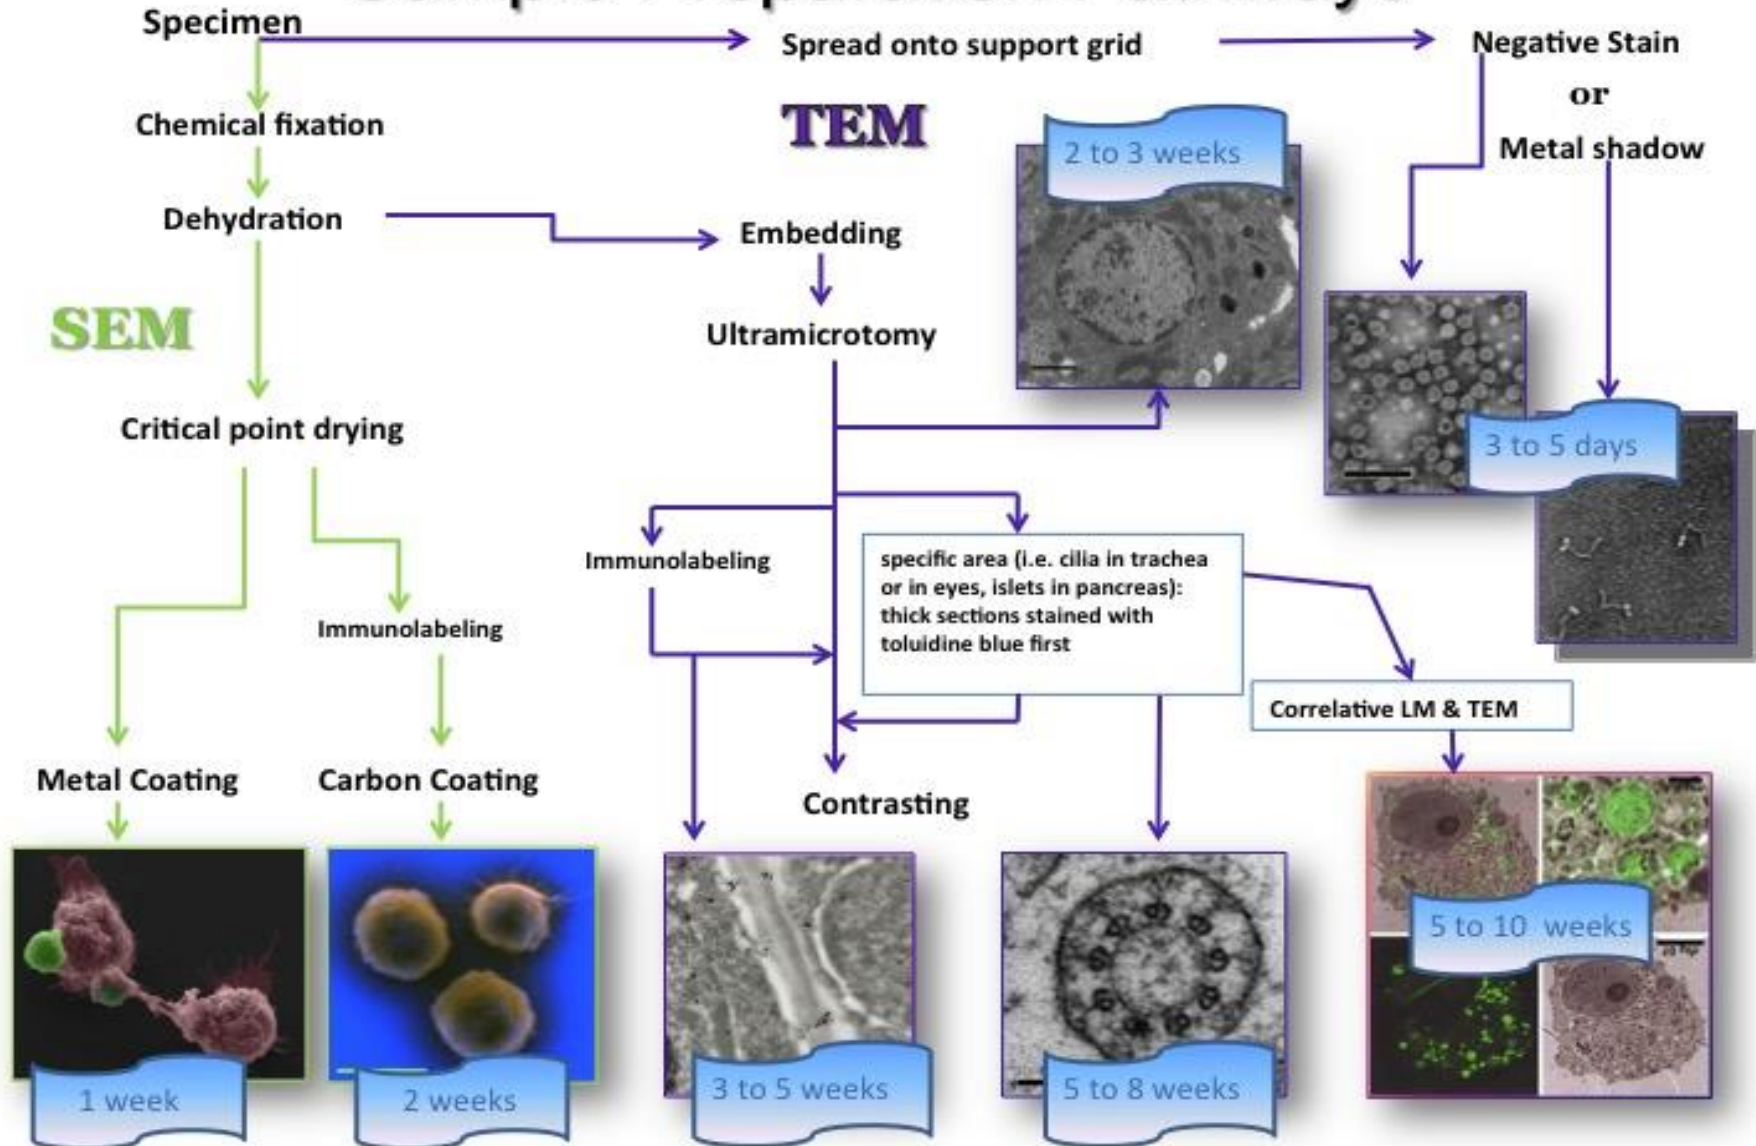 Specimen
Spread onto support grid
Negative Stain
or
Metal shadow
Chemical fixation
TEM
2 to 3 weeks
Dehydration
Embedding
SEM
Ultramicrotomy
Critical point drying
3 to 5 days
Immunolabeling
specific area (i.e. cilia in trachea
or in eyes, islets in pancreas):
thick sections stained with
toluidine blue first
Immunolabeling
Correlative LM & TEM
Metal Coating
Carbon Coating
Contrasting
5 to 10 weeks
1 week
2 weeks
3 to 5 weeks
5 to 8 weeks